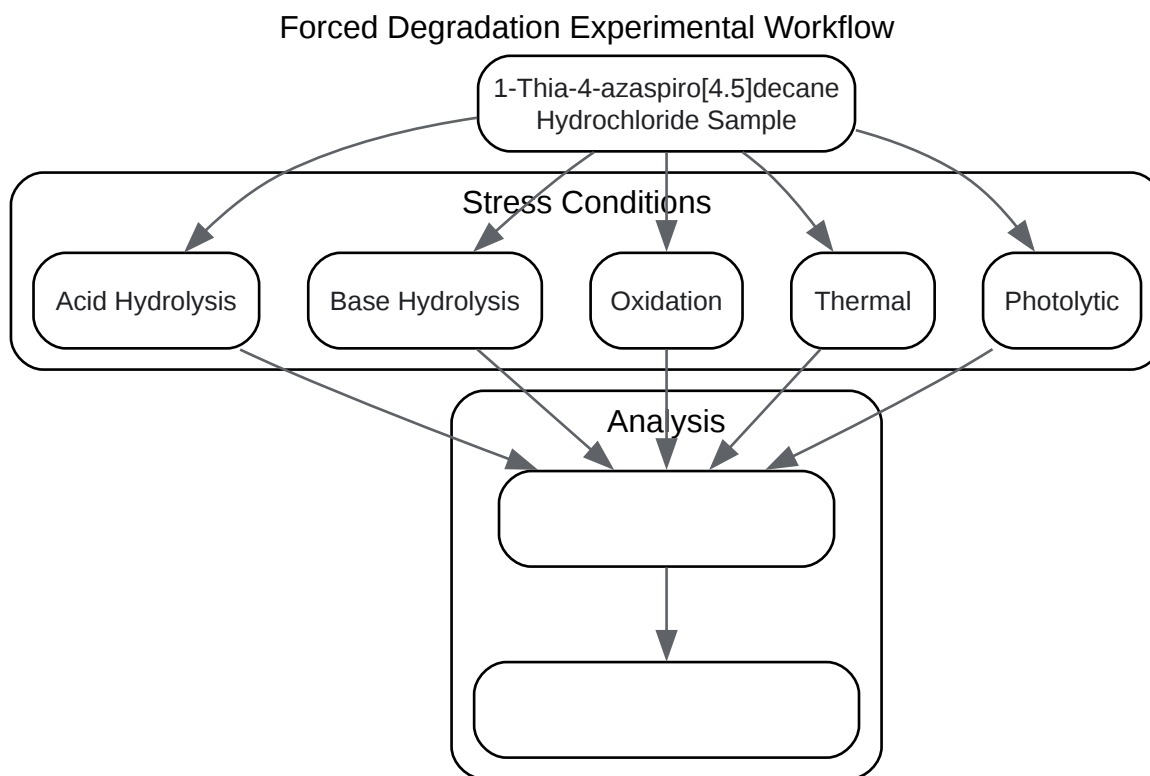 Forced Degradation Experimental Workflow
1-Thia-4-azaspiro[4.5]decane
Hydrochloride Sample
Stress Conditions
Acid Hydrolysis
Base Hydrolysis
Oxidation
Thermal
Photolytic
Analysis